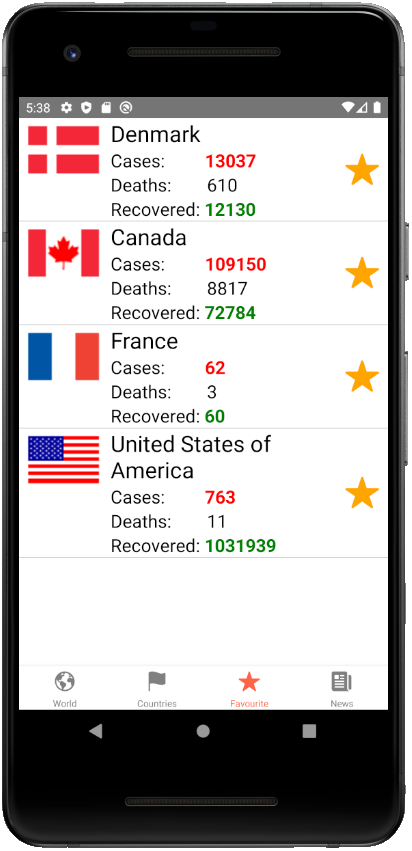 5:38
Denmark
Cases: 13037
Deaths: 610
Recovered: 12130
Canada
Cases: 109150
Deaths: 8817
Recovered: 72784
France
Cases: 62
Deaths: 3
Recovered: 60
United States of
America
Cases: 763
Deaths: 11
Recovered: 1031939
World Countries Favourite News